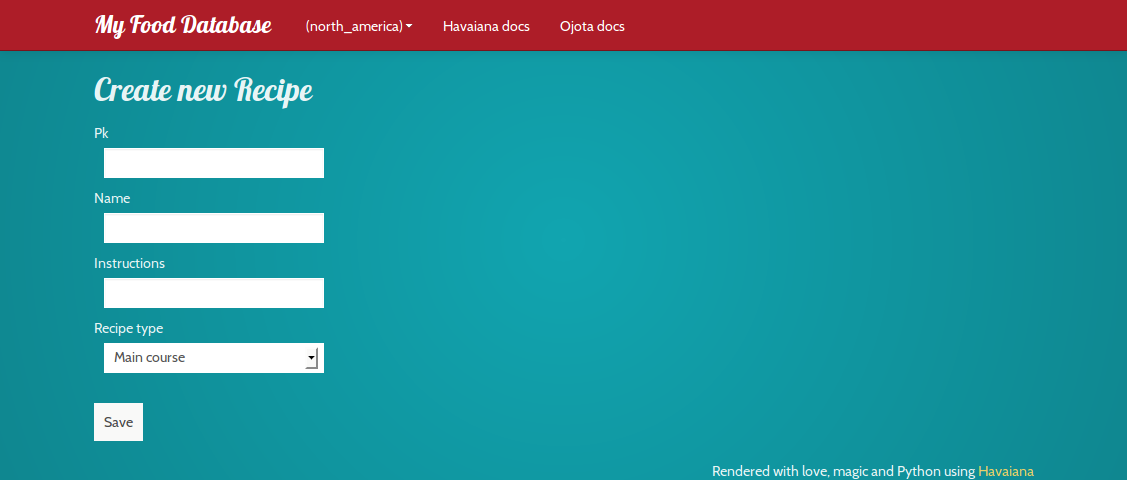 My Food Database (north_america) Havaiana docs Ojota docs
Create new Recipe
Pk
Name
Instructions
Recipe type
Main course
Save
Rendered with love, magic and Python using Havaiana